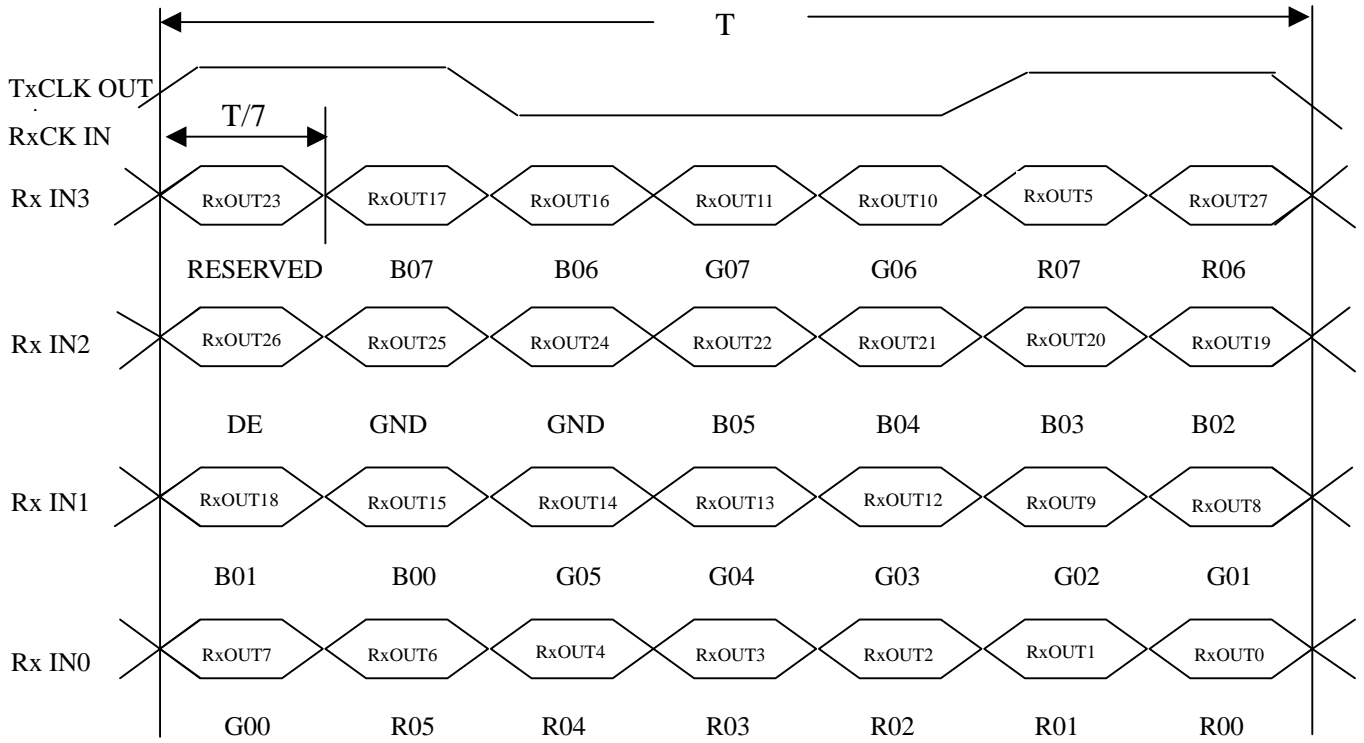 T
TxCLK OUT
T/7
RxCK IN
Rx IN3 RxOUT23 RxOUT17 RxOUT16 RxOUT11 RxOUT10 RxOUT5 RxOUT27
RESERVED B07 B06 G07 G06 R07 R06
Rx IN2 RxOUT26 RxOUT25 RxOUT24 RxOUT22 RxOUT21 RxOUT20 RxOUT19
DE GND GND B05 B04 B03 B02
Rx IN1 RxOUT18 RxOUT15 RxOUT14 RxOUT13 RxOUT12 RxOUT9 RxOUT8
B01 B00 G05 G04 G03 G02 G01
Rx IN0 RxOUT7 RxOUT6 RxOUT4 RxOUT3 RxOUT2 RxOUT1 RxOUT0
G00 R05 R04 R03 R02 R01 R00